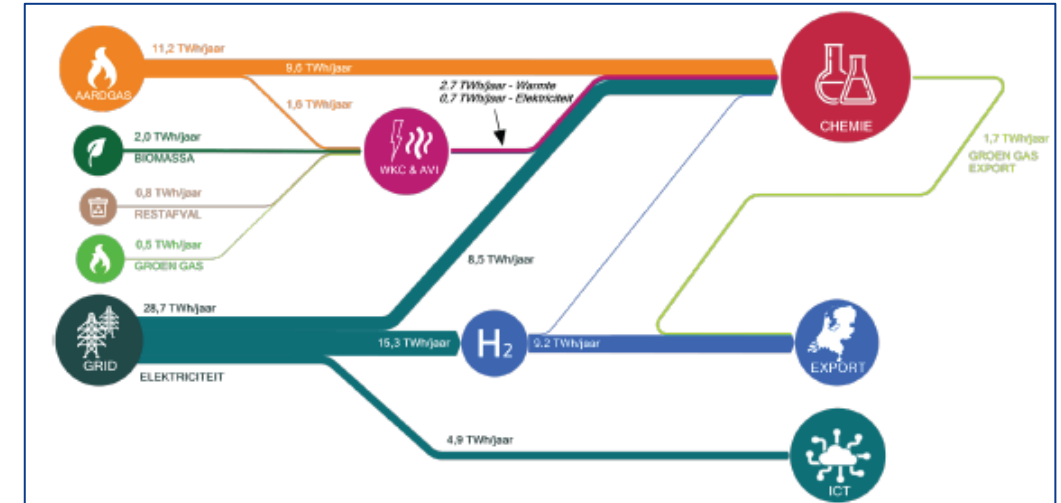 11,2 TWh/jaar
9,6 TWh/jaar
AARDGAS
1,6 TWh/jaar
2.7 TWh/jaar - Warmte
0,7 TWh/jaar - Elektriciteit
CHEMIE
2,0 TWh/jaar
BIOMASSA
WKC & AVI
1,7 TWh/jaar
GROEN GAS
EXPORT
0,8 TWh/jaar
RESTAFVAL
0,5 TWh/jaar
GROEN GAS
8,5 TWh/jaar
28,7 TWh/jaar
GRID
15,3 TWh/jaar
H2
9.2 TWh/jaar
EXPORT
ELEKTRICITEIT
4,9 TWh/jaar
ICT